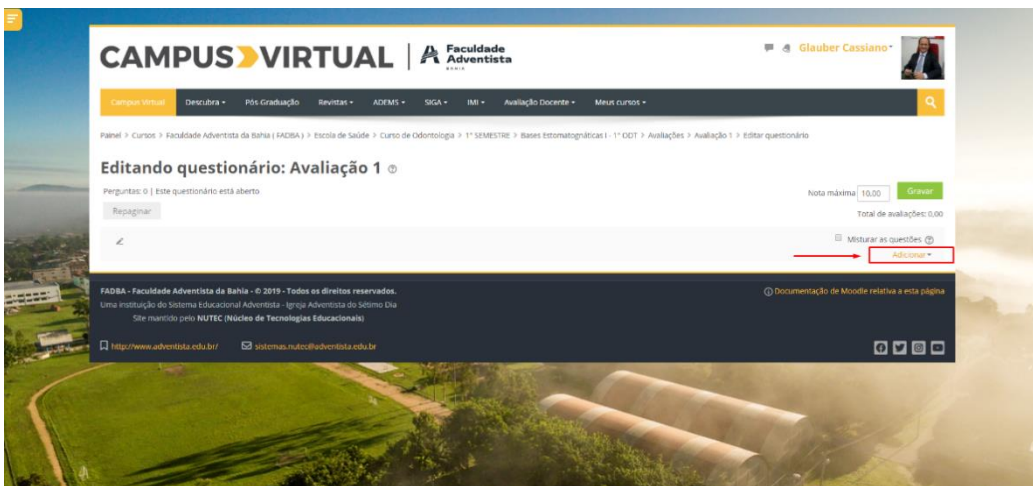 CAMPUS VIRTUAL
Faculdade
Adventista
BAHIA
Glauber Cassiano
Campus Virtual
Descubra
Pós-Graduação
Revistas
ADEMS
SIGA
IMI
Avaliação Docente
Meus cursos
Painel > Cursos > Faculdade Adventista da Bahia ( FADBA ) > Escola de Saúde > Curso de Odontologia > 1º SEMESTRE > Bases Estomatognáticas I - 1º ODT > Avaliações > Avaliação 1 > Editar questionário
Editando questionário: Avaliação 1
Perguntas: 0 | Este questionário está aberto
Nota máxima 10,00 Gravar
Repaginar
Total de avaliações: 0,00
Misturar as questões
Adicionar
FADBA - Faculdade Adventista da Bahia - © 2019 - Todos os direitos reservados.
Documentação de Moodle relativa a esta página
Uma instituição do Sistema Educacional Adventista - Igreja Adventista do Sétimo Dia
Site mantido pelo NUTEC (Núcleo de Tecnologias Educacionais)
http://www.adventista.edu.br/
sistemas.nutec@adventista.edu.br